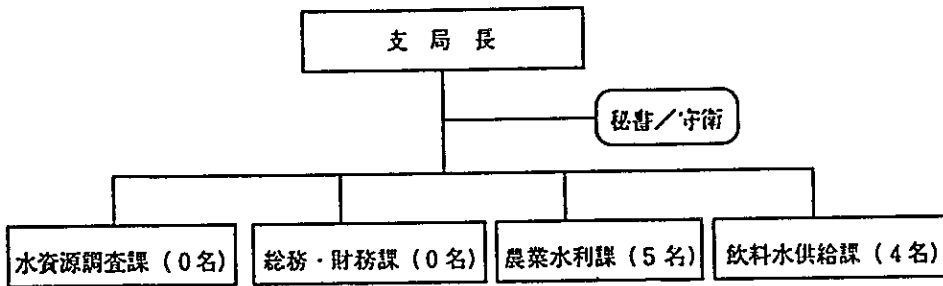 支局長
秘書／守衛
水資源調査課（0名）
総務・財務課（0名）
農業水利課（5名）
飲料水供給課（4名）